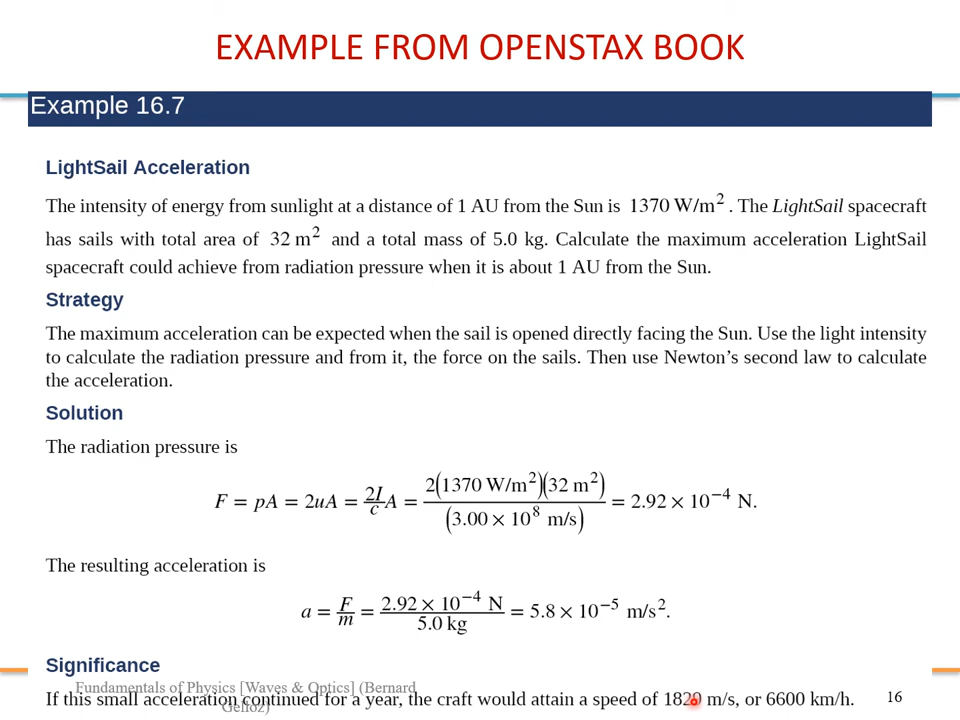 EXAMPLE FROM OPENSTAX BOOK
Example 16.7
LightSail Acceleration
The intensity of energy from sunlight at a distance of 1 AU from the Sun is 1370 W/m². The LightSail spacecraft
has sails with total area of 32 m² and a total mass of 5.0 kg. Calculate the maximum acceleration LightSail
spacecraft could achieve from radiation pressure when it is about 1 AU from the Sun.
Strategy
The maximum acceleration can be expected when the sail is opened directly facing the Sun. Use the light intensity
to calculate the radiation pressure and from it, the force on the sails. Then use Newton’s second law to calculate
the acceleration.
Solution
The radiation pressure is
F = pA = 2uA = 2I/c A = 2(1370 W/m²)(32 m²)/(3.00 × 10⁸ m/s) = 2.92 × 10⁻⁴ N.
The resulting acceleration is
a = F/m = 2.92 × 10⁻⁴ N/5.0 kg = 5.8 × 10⁻⁵ m/s².
Significance
Fundamentals of Physics [Waves & Optics] (Bernard
Gelloz)
If this small acceleration continued for a year, the craft would attain a speed of 1829 m/s, or 6600 km/h.
16